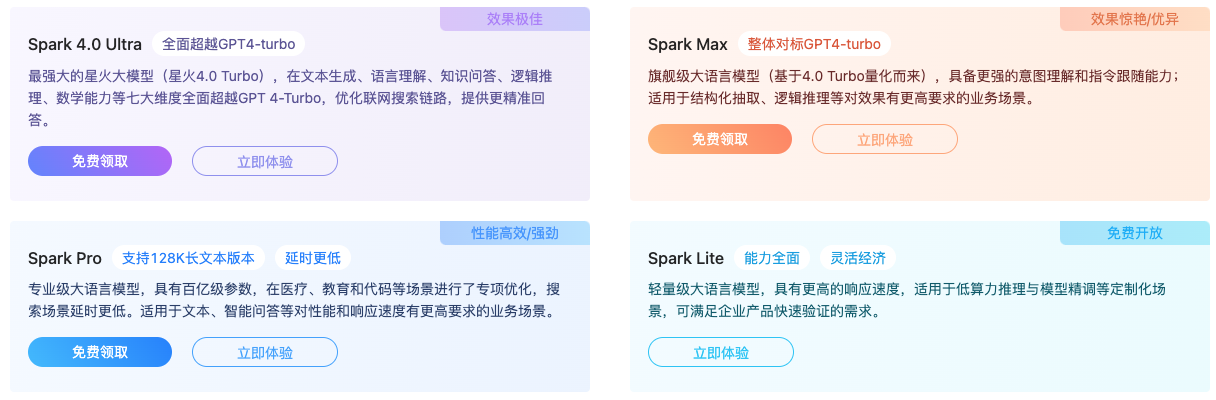 效果极佳
Spark 4.0 Ultra 全面超越GPT4-turbo
最强大的星火大模型（星火4.0 Turbo），在文本生成、语言理解、知识问答、逻辑推
理、数学能力等七大维度全面超越GPT 4-Turbo，优化联网搜索链路，提供更精准回
答。
免费领取 立即体验
效果惊艳/优异
Spark Max 整体对标GPT4-turbo
旗舰级大语言模型（基于4.0 Turbo量化而来），具备更强的意图理解和指令跟随能力；
适用于结构化抽取、逻辑推理等对效果有更高要求的业务场景。
免费领取 立即体验
性能高效/强劲
Spark Pro 支持128K长文本版本 延时更低
专业级大语言模型，具有百亿级参数，在医疗、教育和代码等场景进行了专项优化，搜
索场景延时更低。适用于文本、智能问答等对性能和响应速度有更高要求的业务场景。
免费领取 立即体验
免费开放
Spark Lite 能力全面 灵活经济
轻量级大语言模型，具有更高的响应速度，适用于低算力推理与模型精调等定制化场
景，可满足企业产品快速验证的需求。
立即体验